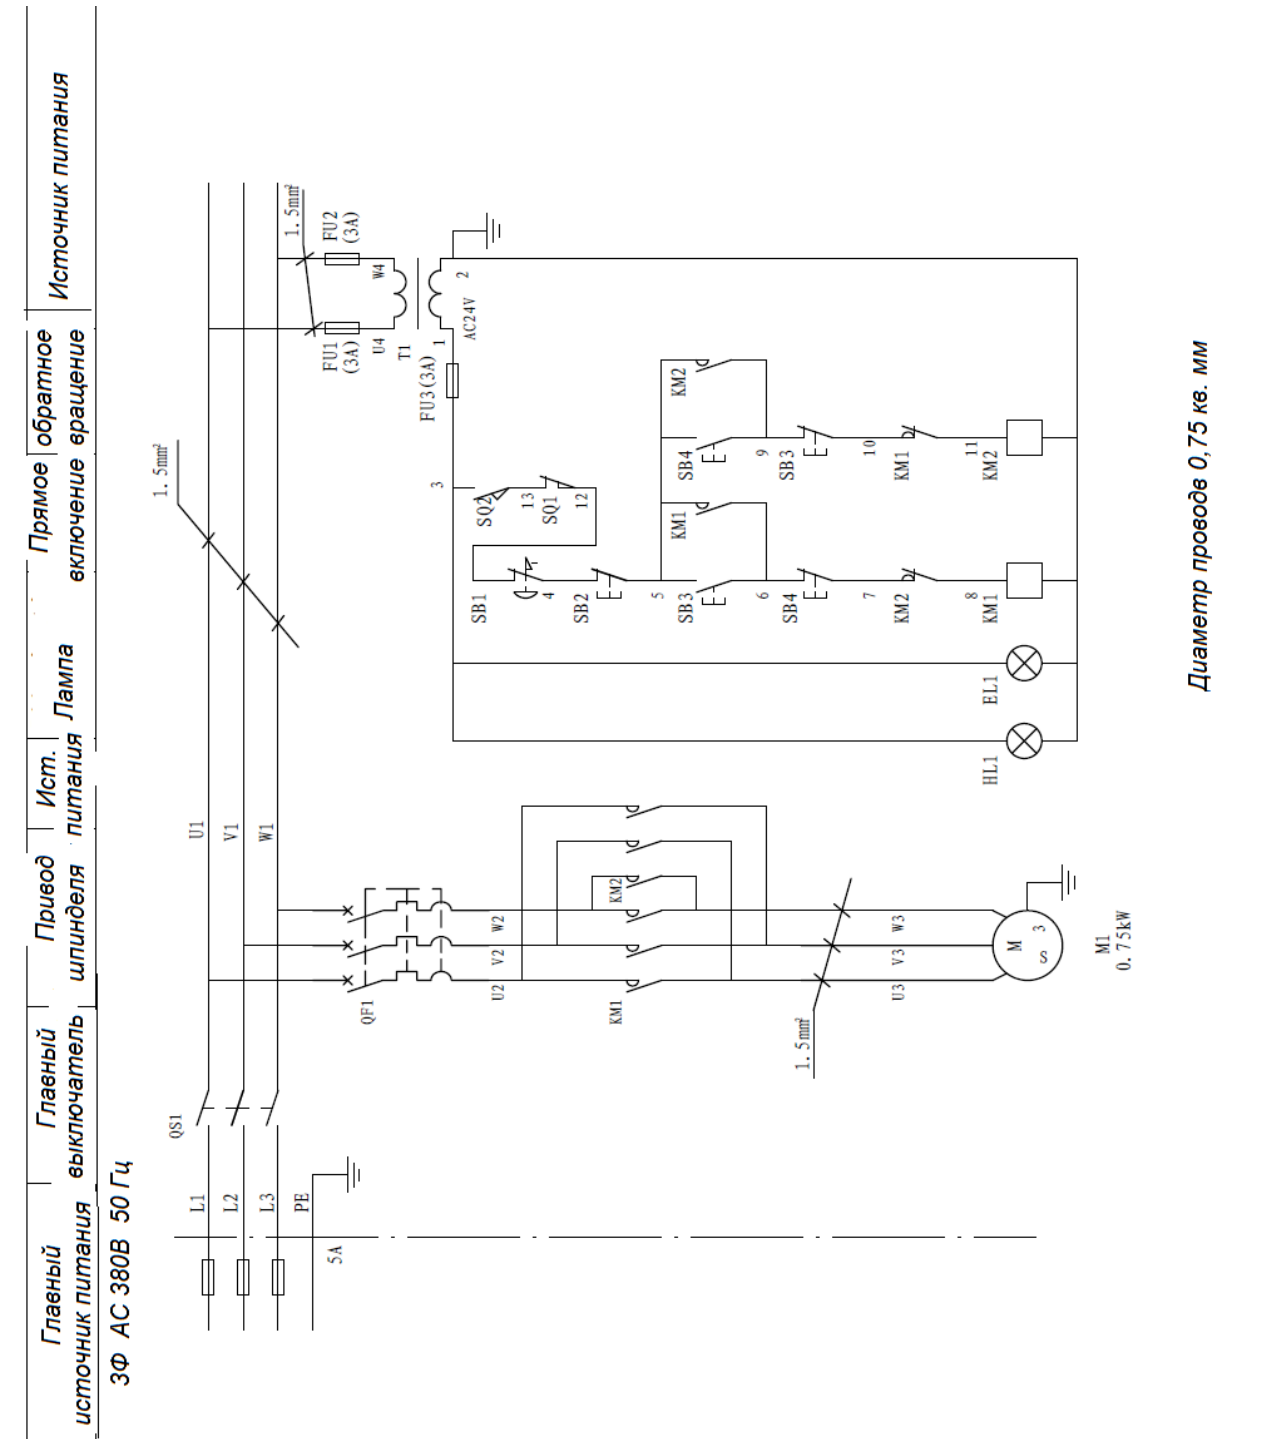 Главный
источник питания
Главный
выключатель
Привод
шпинделя
Ист.
питания
Лампа
Прямое
включение
обратное
вращение
Источник питания
3Ф АС 380В 50 Гц
L1
L2
L3
PE
5A
QS1
U1
V1
W1
1.5mm²
1.5mm²
QF1
U2
V2
W2
KM1
KM2
1.5mm²
U3
V3
W3
M
3
S
M1
0.75kW
FU1
(3A)
FU2
(3A)
U4
W4
T1
1
2
AC24V
FU3(3A)
3
SQ2
13
SQ1
12
SB1
4
SB2
5
SB3
KM1
6
SB4
7
KM2
8
KM1
SB4
KM2
9
SB3
10
KM1
11
KM2
EL1
HL1
Диаметр проводв 0,75 кв. мм